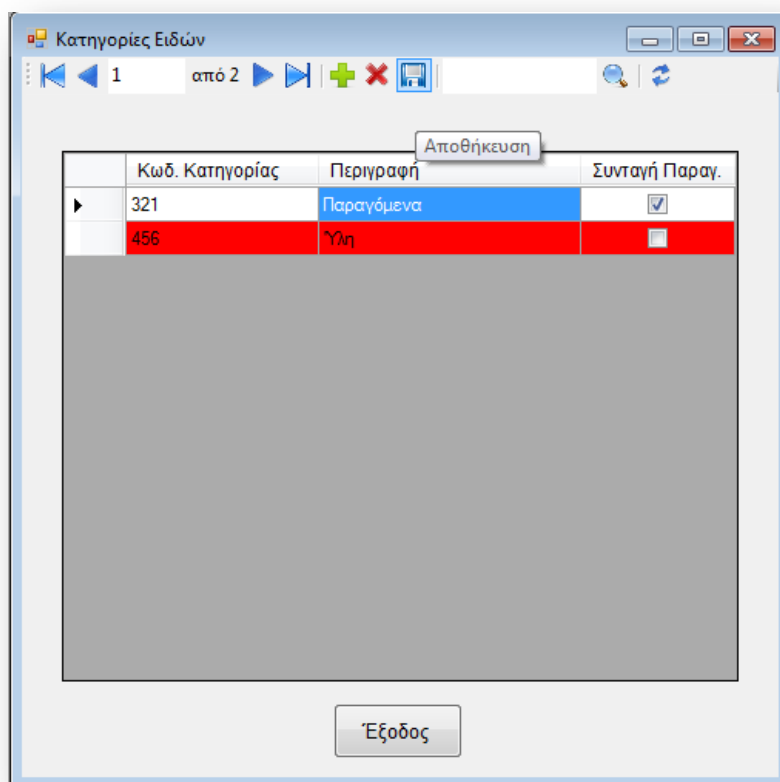 Κατηγορίες Ειδών
1 από 2
Αποθήκευση
Κωδ. Κατηγορίας Περιγραφή Συνταγή Παραγ.
321 Παραγόμενα
456 Ύλη
Έξοδος